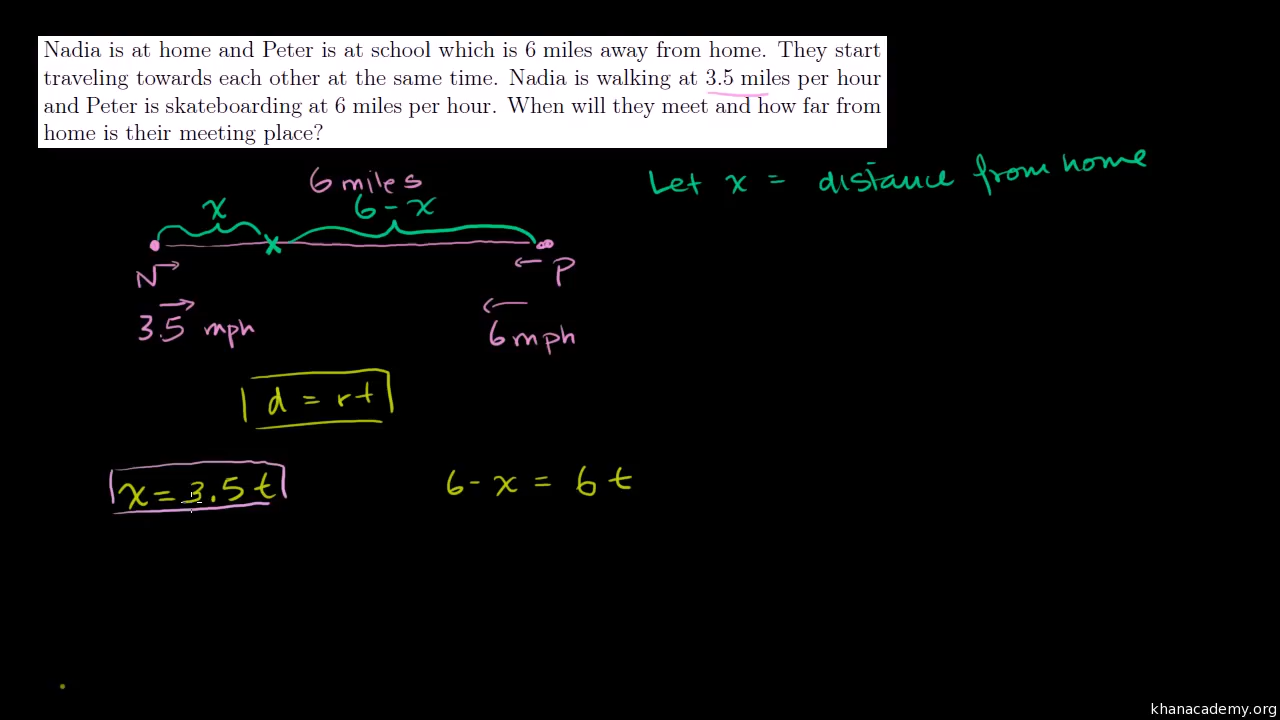 Nadia is at home and Peter is at school which is 6 miles away from home. They start
traveling towards each other at the same time. Nadia is walking at 3.5 miles per hour
and Peter is skateboarding at 6 miles per hour. When will they meet and how far from
home is their meeting place?
Let x = distance from home
6 miles
x 6 - x
x
N P
3.5 mph 6 mph
d = rt
x = 3.5t 6 - x = 6t
khanacademy.org